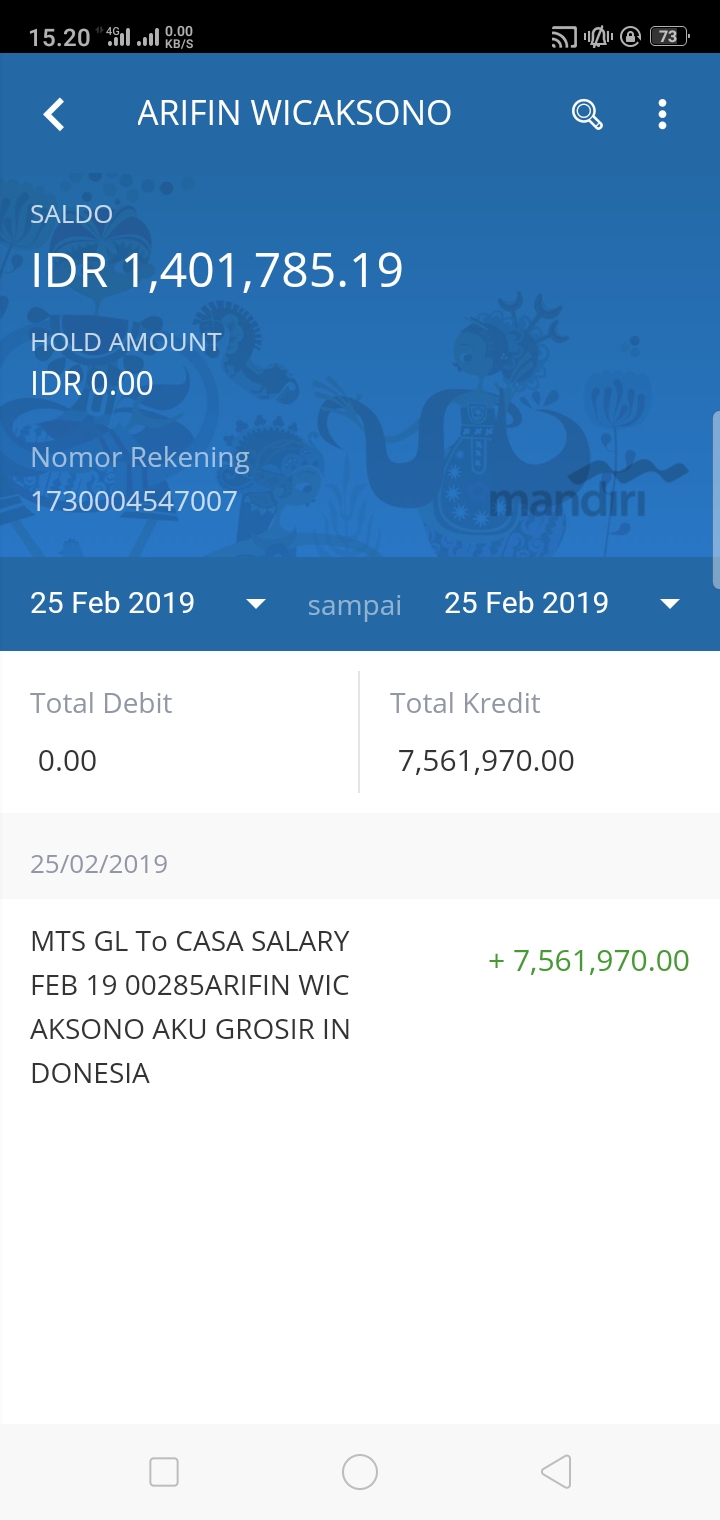 15.20 4G 0.00 KB/S 73
ARIFIN WICAKSONO
SALDO
IDR 1,401,785.19
HOLD AMOUNT
IDR 0.00
Nomor Rekening
1730004547007
mandiri
25 Feb 2019 sampai 25 Feb 2019
Total Debit Total Kredit
0.00 7,561,970.00
25/02/2019
MTS GL To CASA SALARY
FEB 19 00285ARIFIN WIC
AKSONO AKU GROSIR IN
DONESIA
+ 7,561,970.00